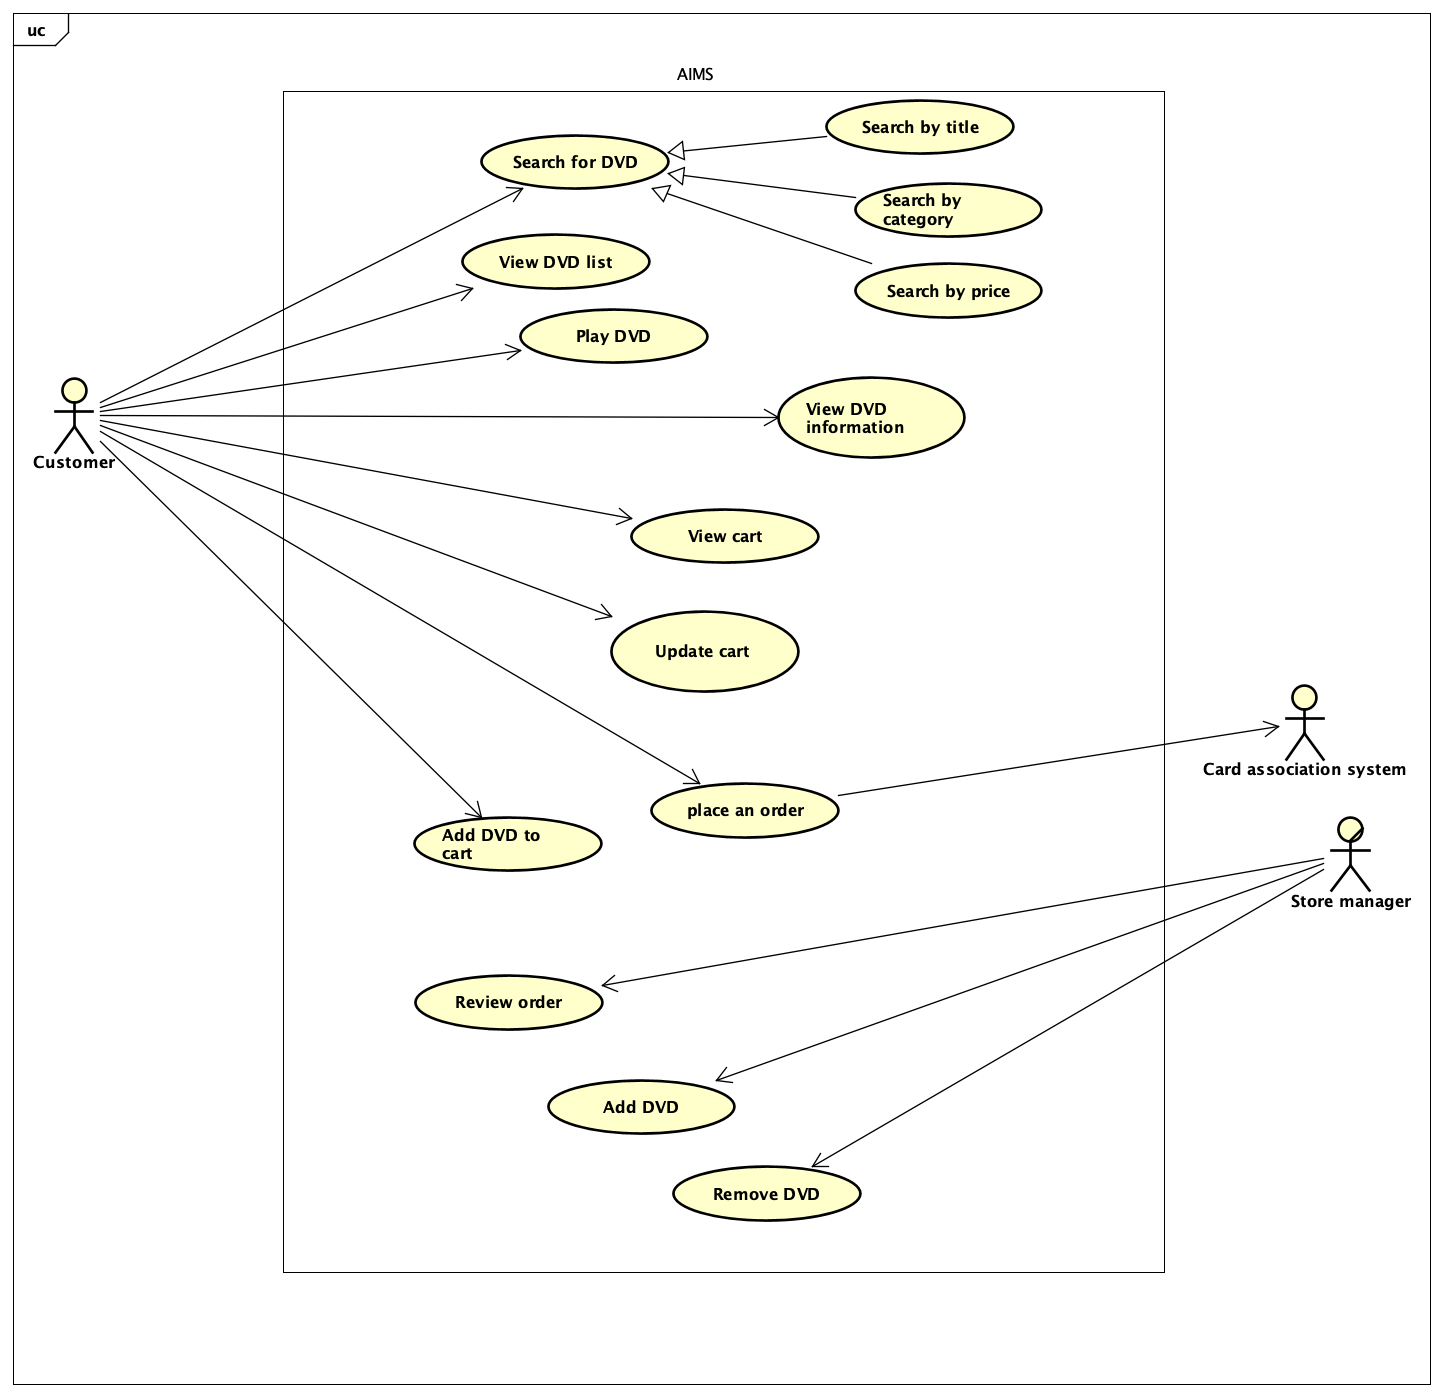 uc
AIMS
Search by title
Search for DVD
Search by
category
View DVD list
Search by price
Play DVD
View DVD
information
Customer
View cart
Update cart
Card association system
place an order
Add DVD to
cart
Store manager
Review order
Add DVD
Remove DVD